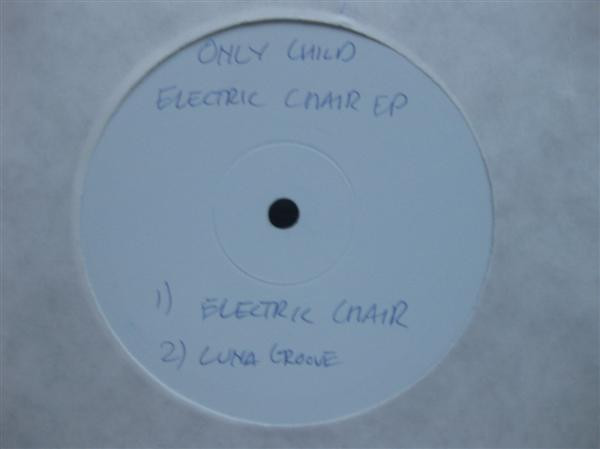 ONLY CHILD
ELECTRIC CHAIR EP
1) ELECTRIC CHAIR
2) LUNA GROOVE